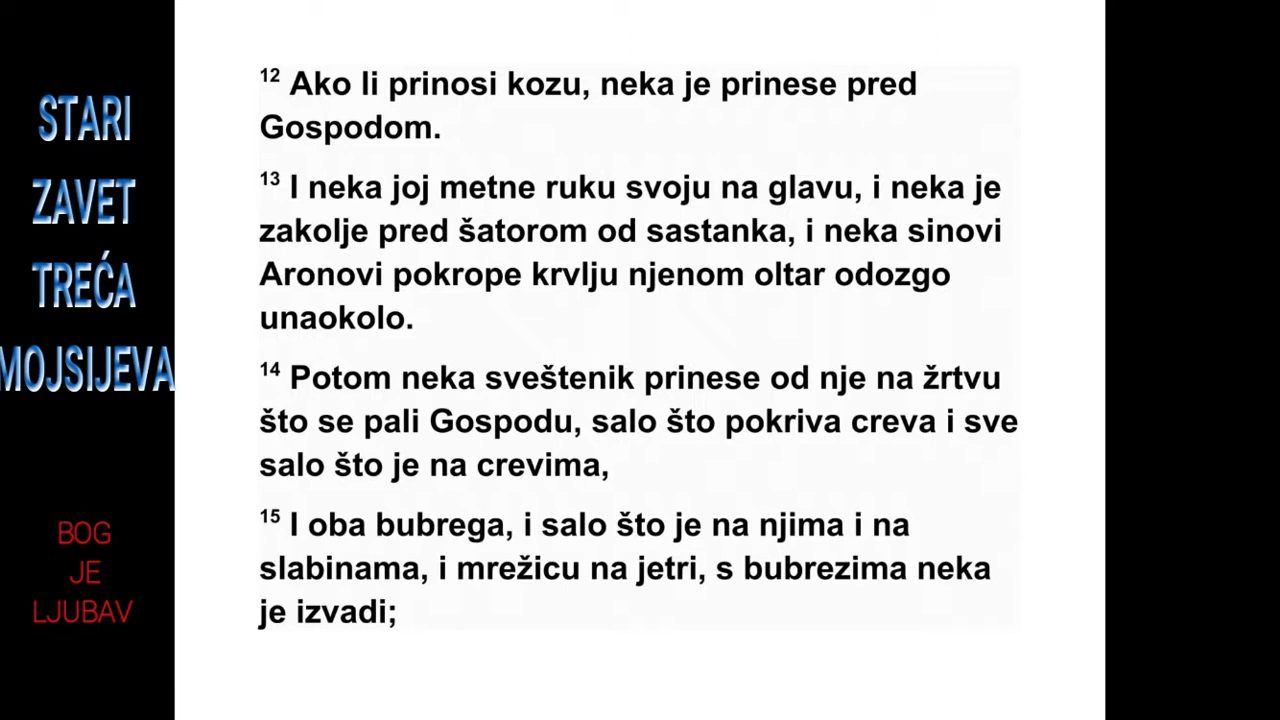 STARI
ZAVET
TREĆA
MOJSIJEVA
BOG
JE
LJUBAV
12 Ako li prinosi kozu, neka je prinese pred
Gospodom.
13 I neka joj metne ruku svoju na glavu, i neka je
zakolje pred šatorom od sastanka, i neka sinovi
Aronovi pokrope krvlju njenom oltar odozgo
unaokolo.
14 Potom neka sveštenik prinese od nje na žrtvu
što se pali Gospodu, salo što pokriva creva i sve
salo što je na crevima,
15 I oba bubrega, i salo što je na njima i na
slabinama, i mrežicu na jetri, s bubrezima neka
je izvadi;